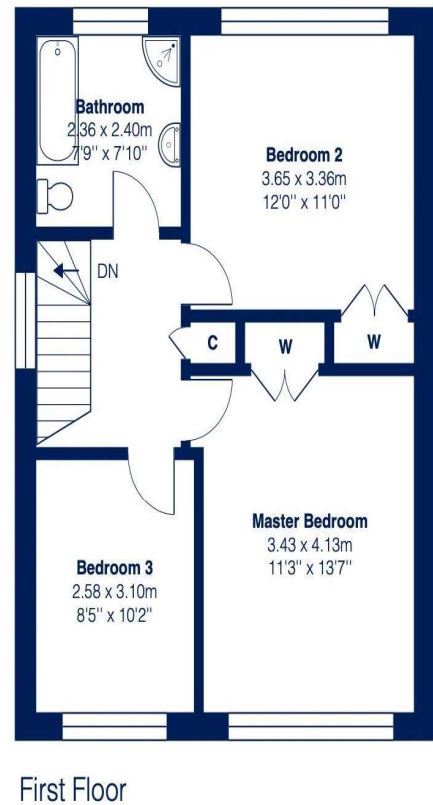 Bathroom
2.36 x 2.40m
7'9" x 7'10"
Bedroom 2
3.65 x 3.36m
12'0" x 11'0"
DN
C
W
W
Master Bedroom
3.43 x 4.13m
11'3" x 13'7"
Bedroom 3
2.58 x 3.10m
8'5" x 10'2"
First Floor